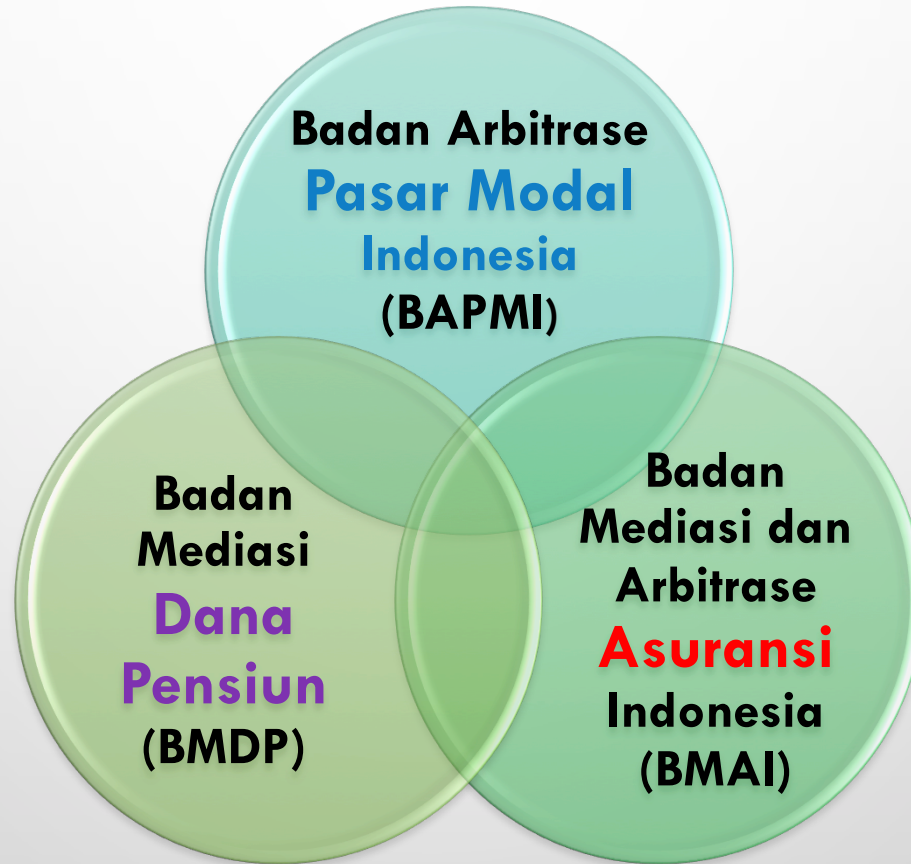 Badan Arbitrase
Pasar Modal
Indonesia
(BAPMI)
Badan
Mediasi
Dana
Pensiun
(BMDP)
Badan
Mediasi dan
Arbitrase
Asuransi
Indonesia
(BMAI)